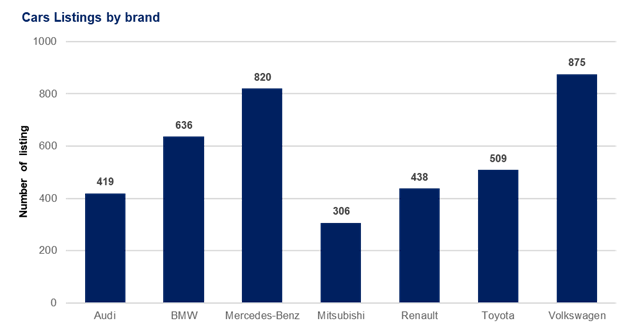 Cars Listings by brand
Number of listing
1000
800
600
400
200
0
419
636
820
306
438
509
875
Audi
BMW
Mercedes-Benz
Mitsubishi
Renault
Toyota
Volkswagen